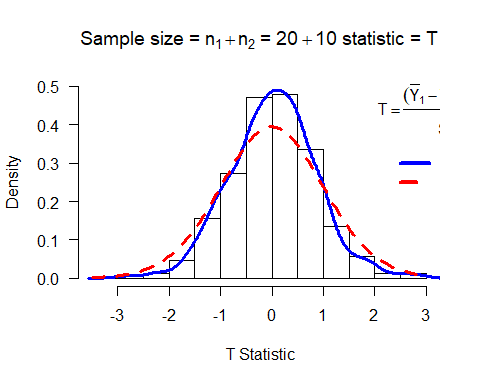 Sample size = n₁ + n₂ = 20 + 10 statistic = T
T = (Y̅₁ −
Density
0.5
0.4
0.3
0.2
0.1
0.0
-3 -2 -1 0 1 2 3
T Statistic